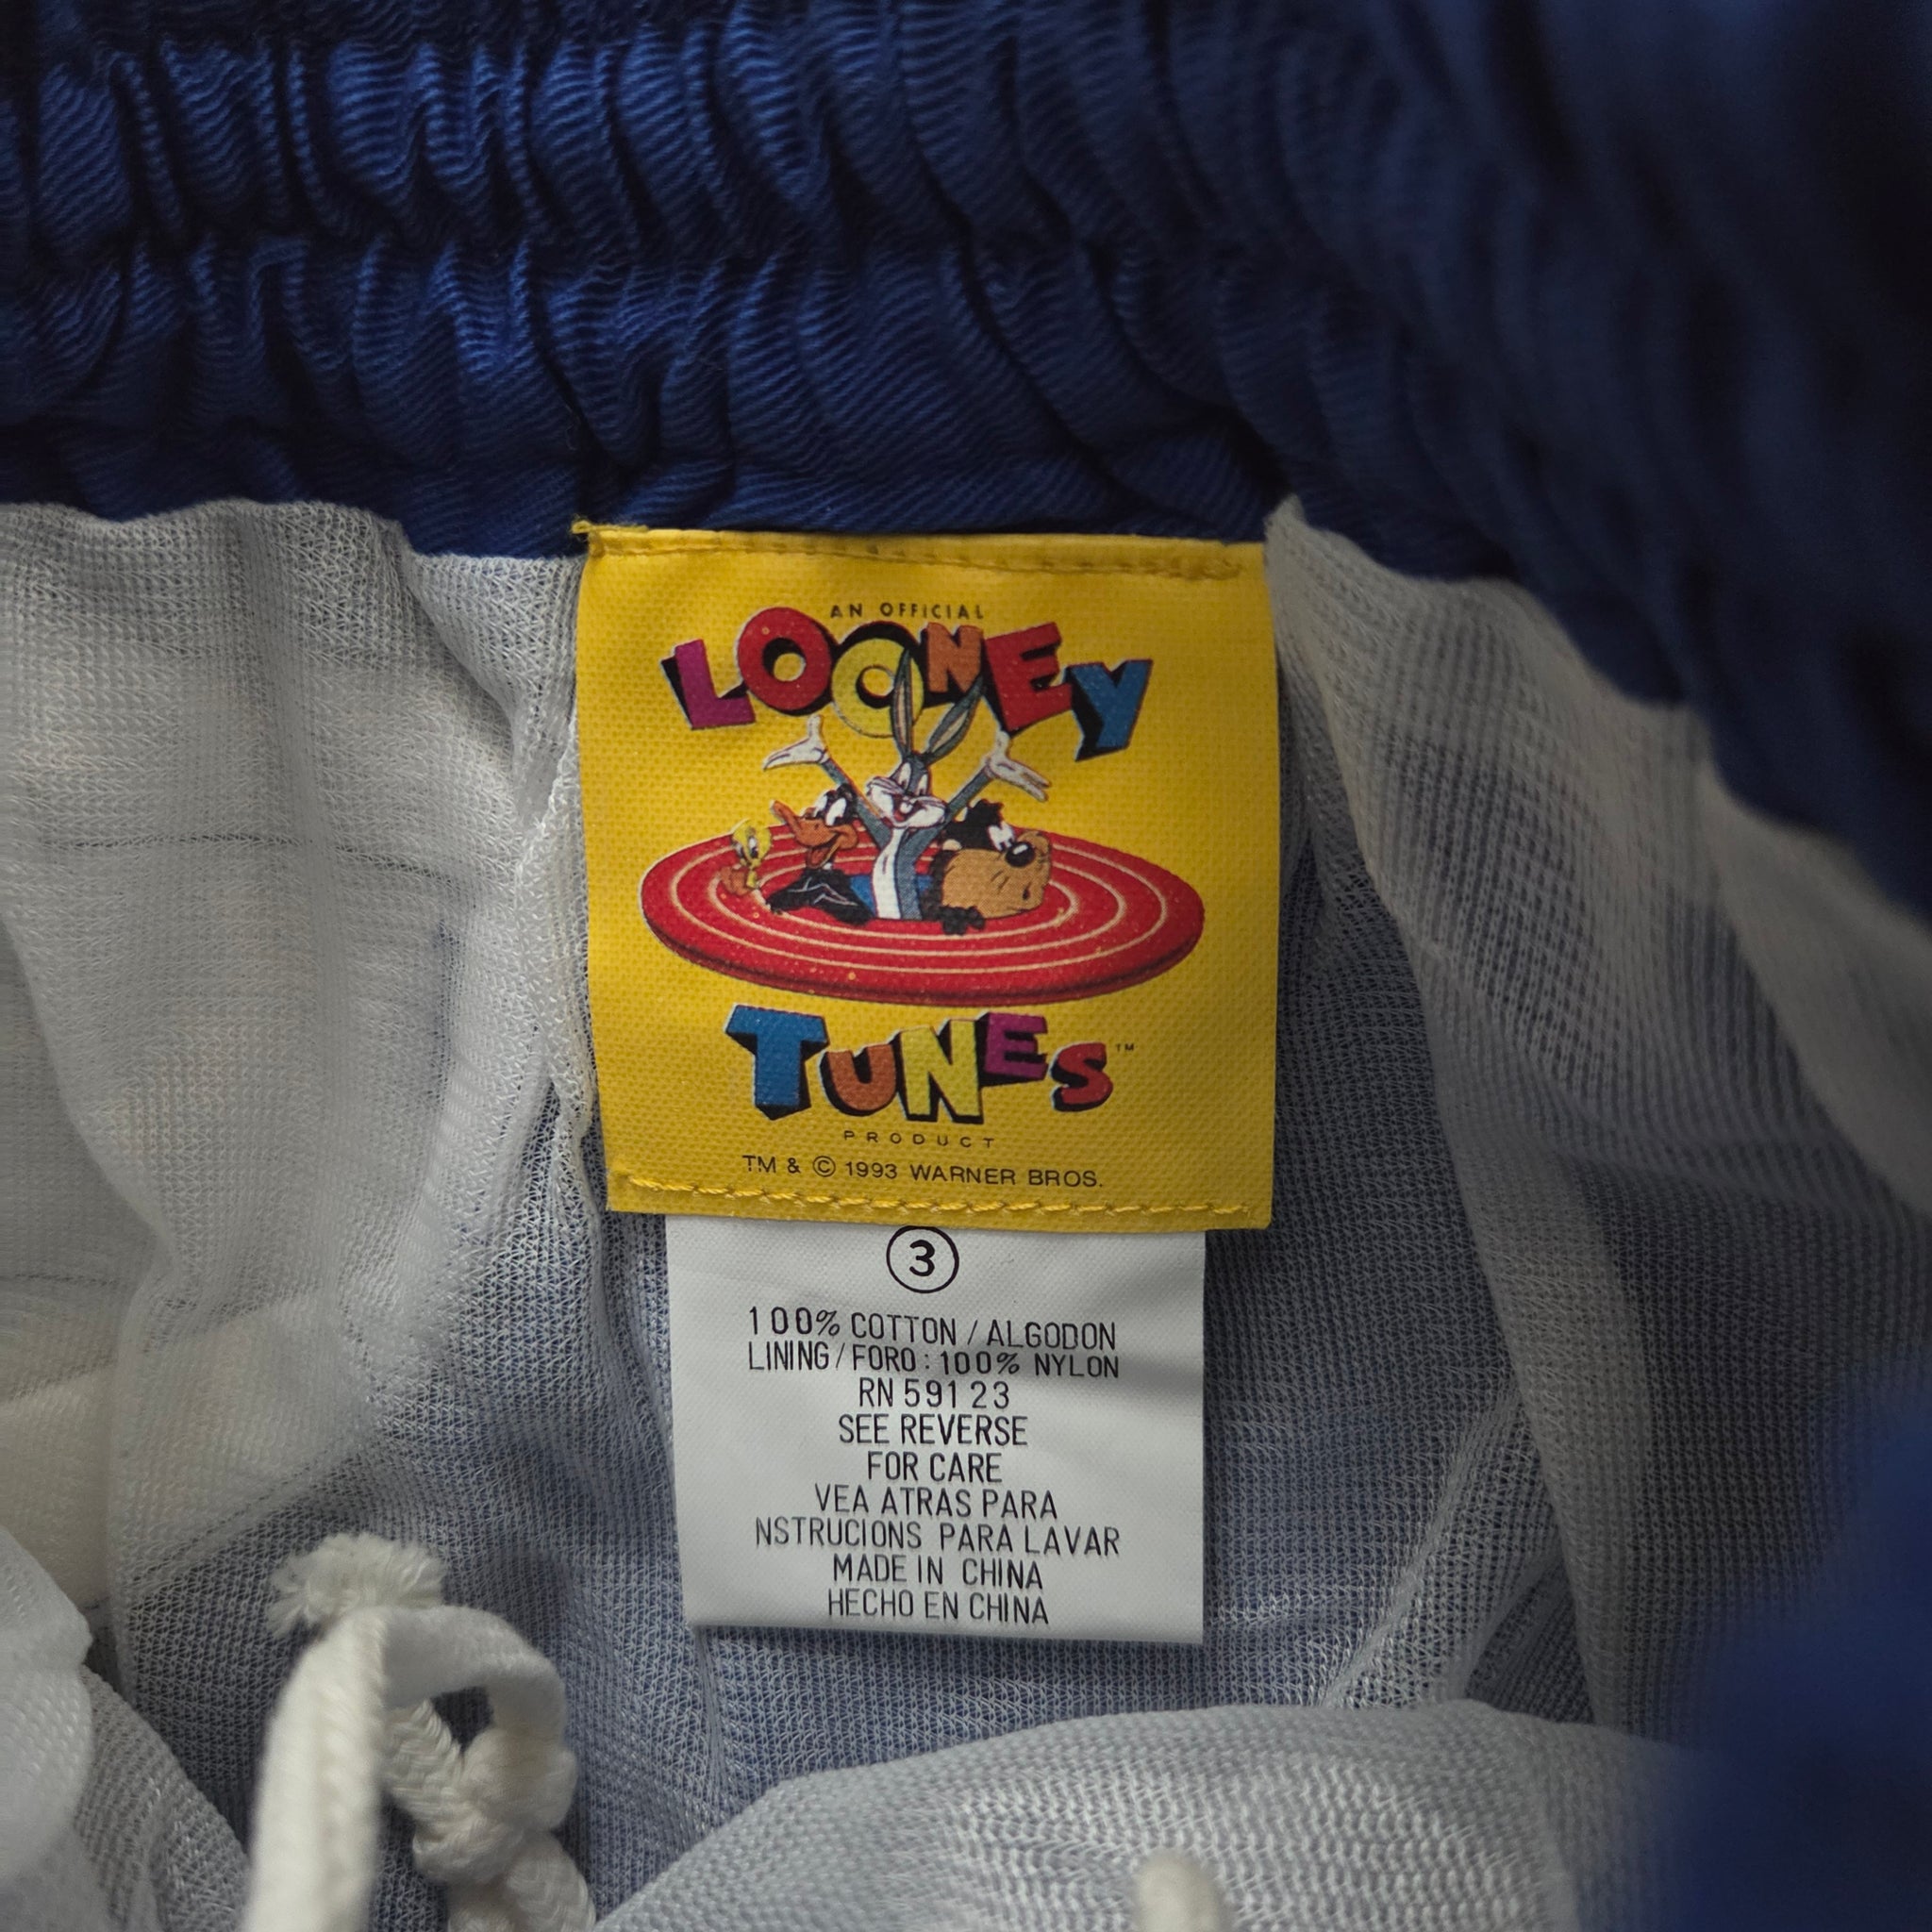 AN OFFICIAL
LOONEY
TUNES™
PRODUCT
TM & © 1993 WARNER BROS.
3
100% COTTON / ALGODON
LINING / FORO : 100% NYLON
RN 59123
SEE REVERSE
FOR CARE
VEA ATRAS PARA
NSTRUCIONS PARA LAVAR
MADE IN CHINA
HECHO EN CHINA